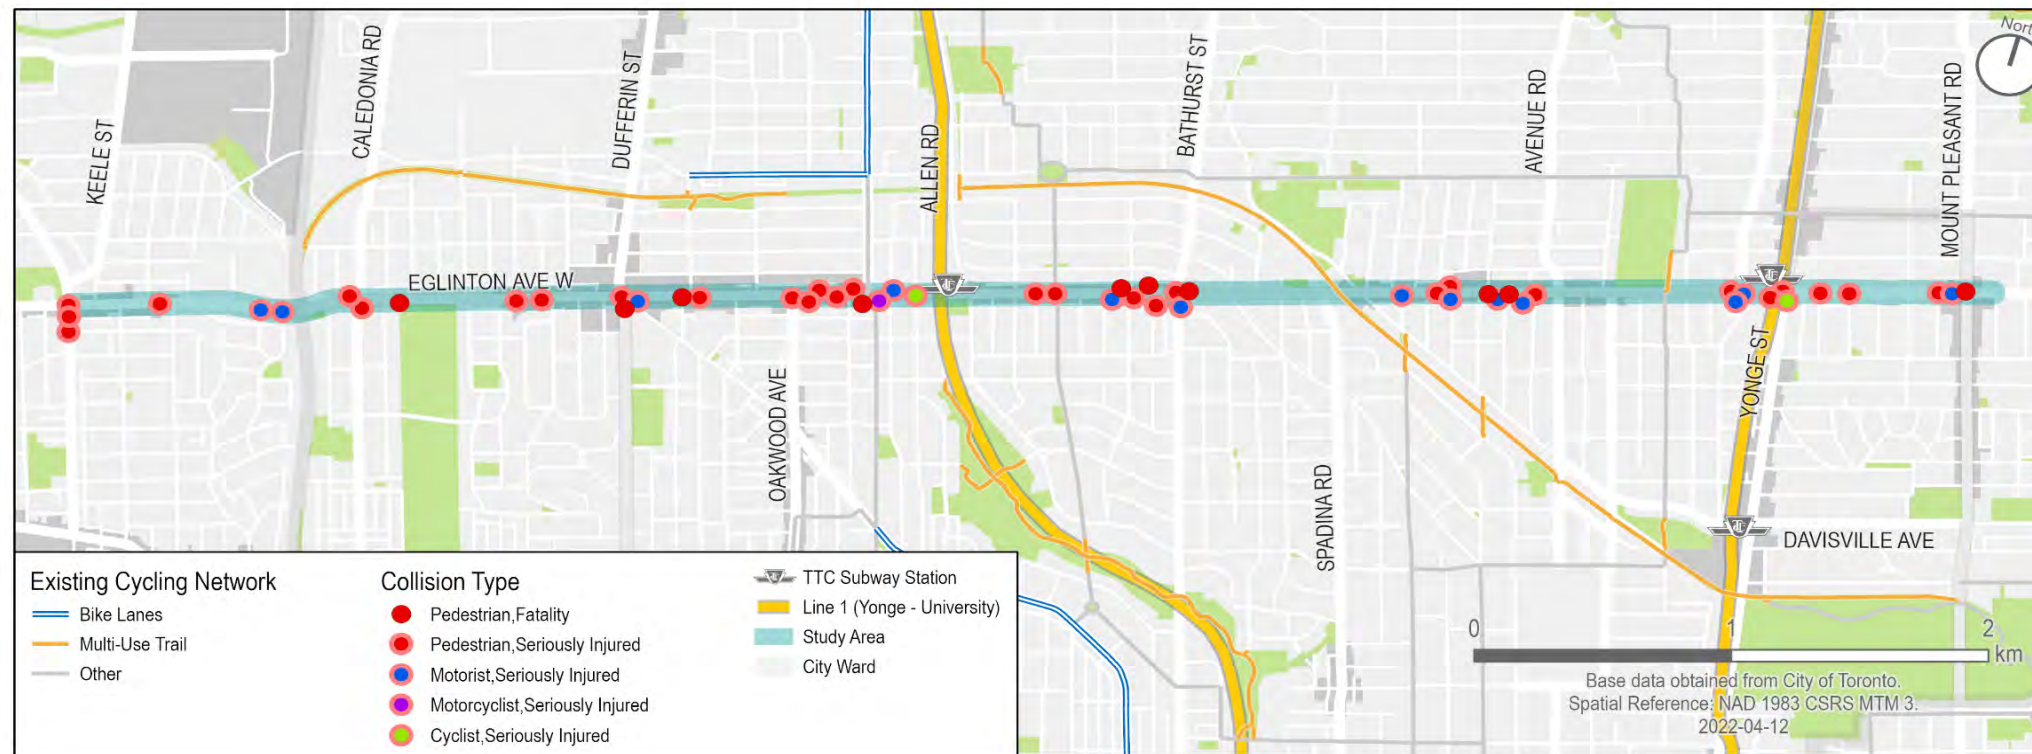 North
KEELE ST
CALEDONIA RD
DUFFERIN ST
ALLEN RD
BATHURST ST
AVENUE RD
MOUNT PLEASANT RD
EGLINTON AVE W
OAKWOOD AVE
SPADINA RD
YONGE ST
DAVISVILLE AVE
Existing Cycling Network
Bike Lanes
Multi-Use Trail
Other
Collision Type
Pedestrian,Fatality
Pedestrian,Seriously Injured
Motorist,Seriously Injured
Motorcyclist,Seriously Injured
Cyclist,Seriously Injured
TTC Subway Station
Line 1 (Yonge - University)
Study Area
City Ward
0 1 2
km
Base data obtained from City of Toronto.
Spatial Reference: NAD 1983 CSRS MTM 3.
2022-04-12